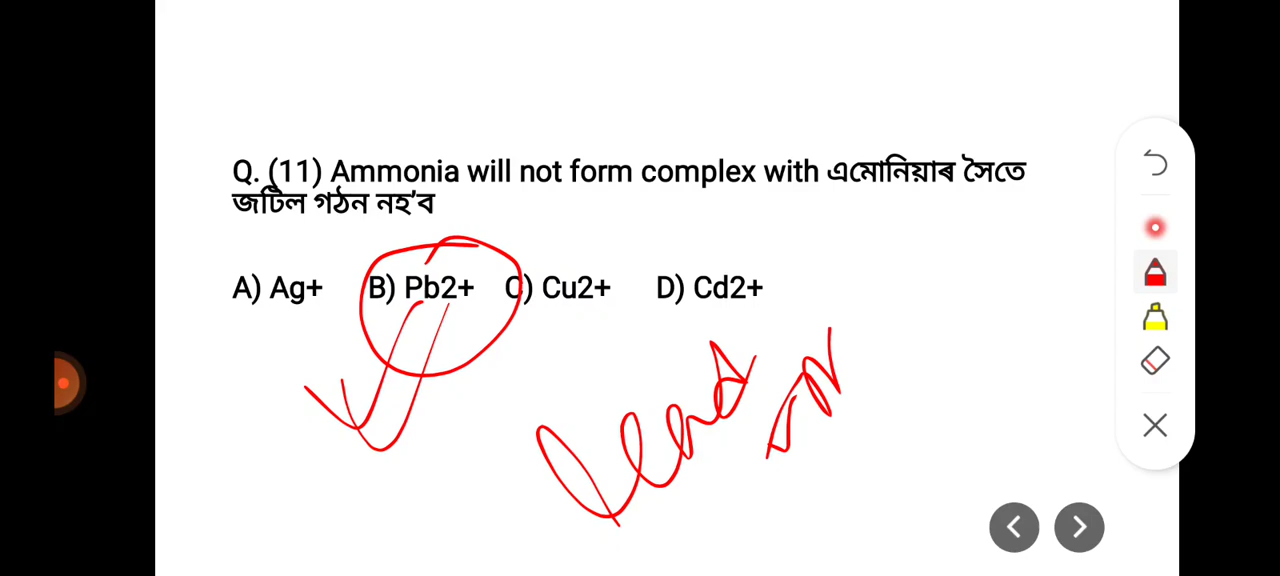 Q. (11) Ammonia will not form complex with এমোনিয়াৰ সৈতে
জটিল গঠন নহ'ব
A) Ag+ B) Pb2+ C) Cu2+ D) Cd2+
Lead